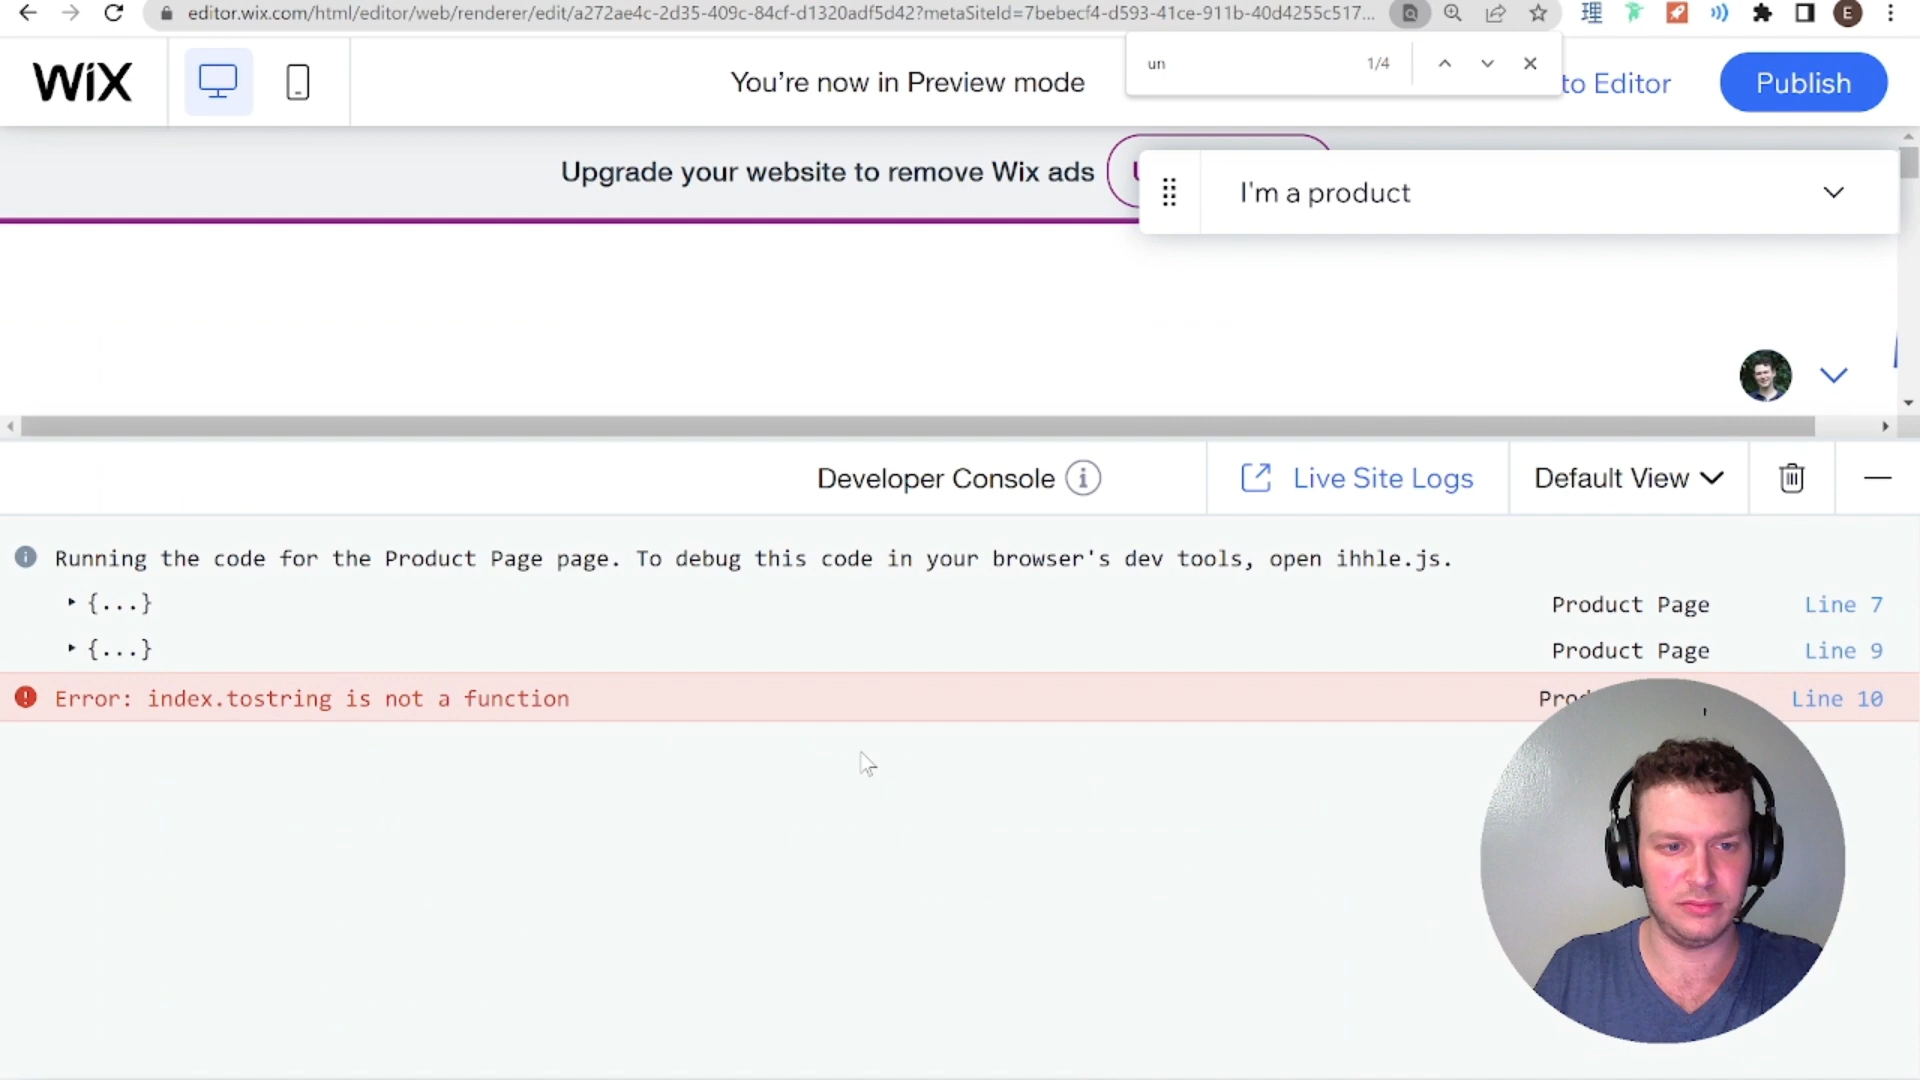 editor.wix.com/html/editor/web/renderer/edit/a272ae4c-2d35-409c-84cf-d1320adf5d42?metaSiteId=7bebecf4-d593-41ce-911b-40d4255c517...
理
E
WiX
You're now in Preview mode
un
1/4
to Editor
Publish
Upgrade your website to remove Wix ads
I'm a product
Developer Console
Live Site Logs
Default View
Running the code for the Product Page page. To debug this code in your browser's dev tools, open ihhle.js.
{...} Product Page Line 7
{...} Product Page Line 9
Error: index.tostring is not a function Line 10